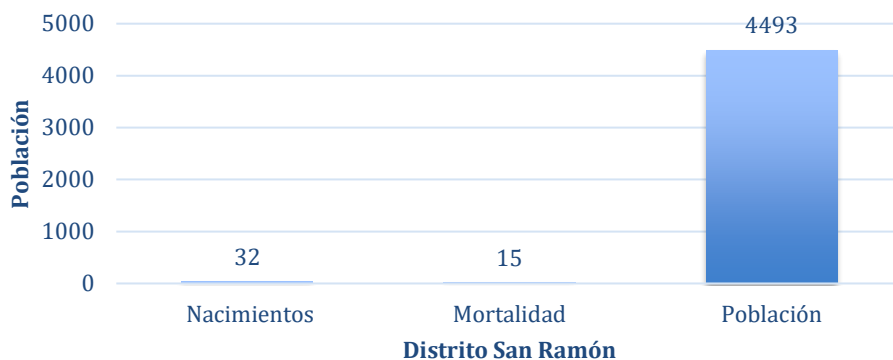 5000
4000
3000
2000
1000
0
Población
4493
32
15
Nacimientos
Mortalidad
Población
Distrito San Ramón